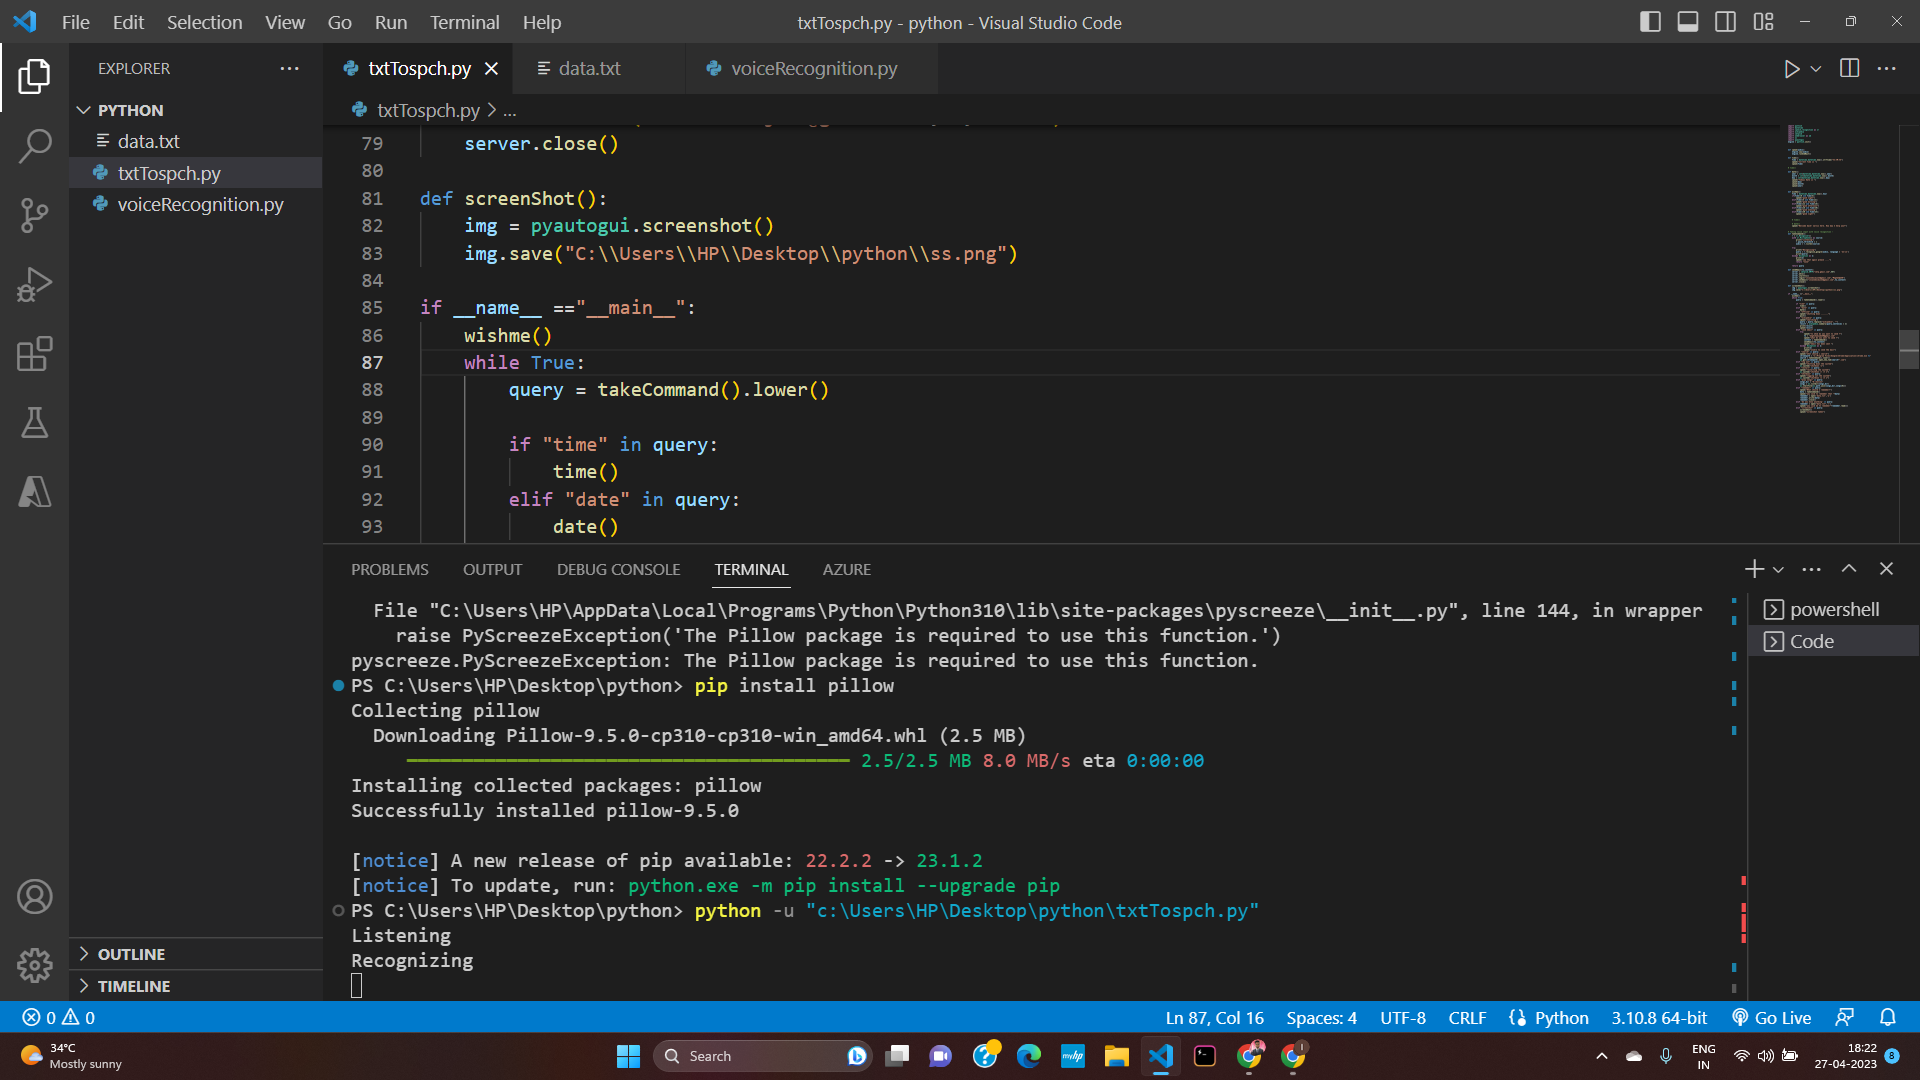 File Edit Selection View Go Run Terminal Help
txtTospch.py - python - Visual Studio Code
EXPLORER
PYTHON
data.txt
txtTospch.py
voiceRecognition.py
OUTLINE
TIMELINE
txtTospch.py data.txt voiceRecognition.py
txtTospch.py > ...
79 server.close()
80
81 def screenShot():
82 img = pyautogui.screenshot()
83 img.save("C:\\Users\\HP\\Desktop\\python\\ss.png")
84
85 if __name__ =="__main__":
86 wishme()
87 while True:
88 query = takeCommand().lower()
89
90 if "time" in query:
91 time()
92 elif "date" in query:
93 date()
PROBLEMS OUTPUT DEBUG CONSOLE TERMINAL AZURE
File "C:\Users\HP\AppData\Local\Programs\Python\Python310\lib\site-packages\pyscreeze\__init__.py", line 144, in wrapper
raise PyScreezeException('The Pillow package is required to use this function.')
pyscreeze.PyScreezeException: The Pillow package is required to use this function.
PS C:\Users\HP\Desktop\python> pip install pillow
Collecting pillow
Downloading Pillow-9.5.0-cp310-cp310-win_amd64.whl (2.5 MB)
2.5/2.5 MB 8.0 MB/s eta 0:00:00
Installing collected packages: pillow
Successfully installed pillow-9.5.0
[notice] A new release of pip available: 22.2.2 -> 23.1.2
[notice] To update, run: python.exe -m pip install --upgrade pip
PS C:\Users\HP\Desktop\python> python -u "c:\Users\HP\Desktop\python\txtTospch.py"
Listening
Recognizing
powershell
Code
0 0
Ln 87, Col 16 Spaces: 4 UTF-8 CRLF Python 3.10.8 64-bit Go Live
34°C
Mostly sunny
Search
myhp
ENG
IN
18:22
27-04-2023
8